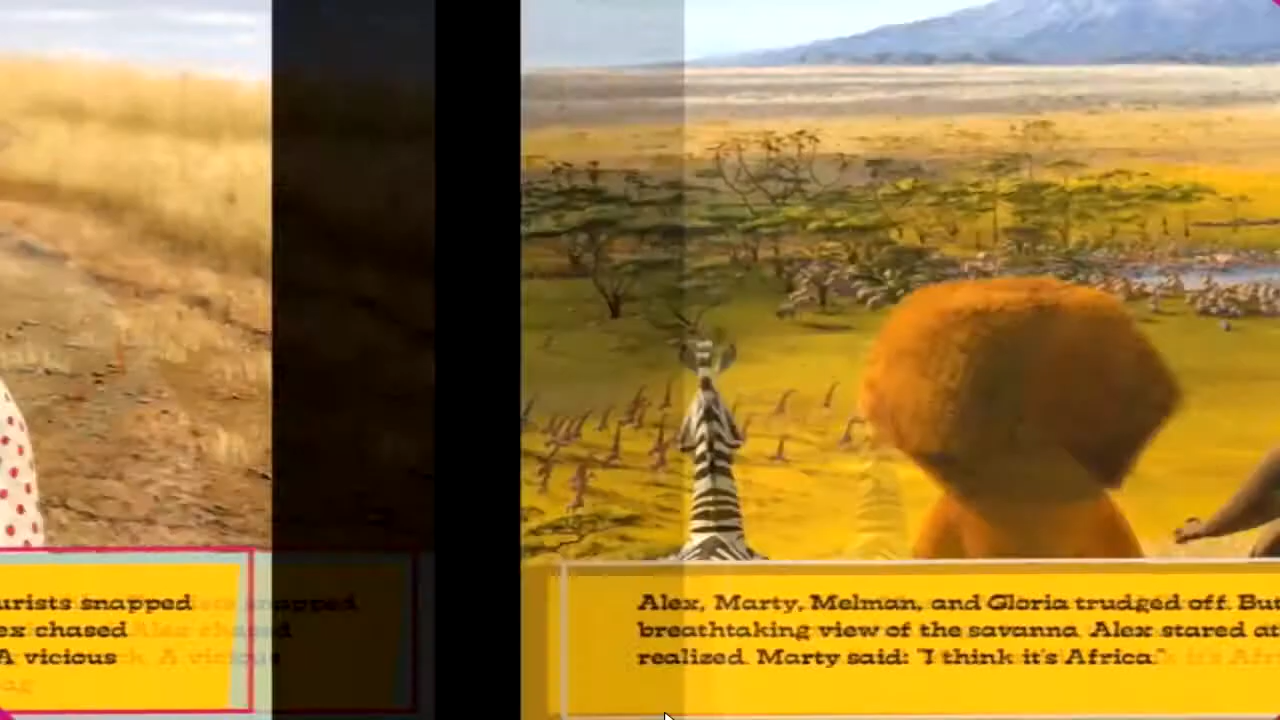 urists snapped
ex chased
A vicious
Alex, Marty, Melman, and Gloria trudged off. But
breathtaking view of the savanna. Alex stared at
realized. Marty said: "I think it's Africa."